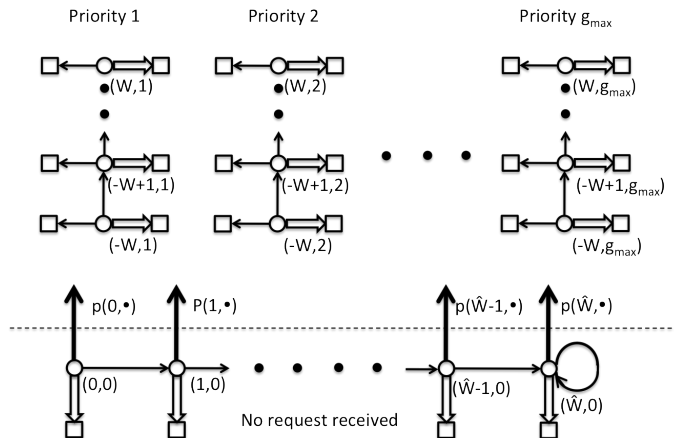 Priority 1 Priority 2 Priority gmax
(W,1) (W,2) (W,gmax)
(-W+1,1) (-W+1,2) (-W+1,gmax)
(-W,1) (-W,2) (-W,gmax)
p(0,•) P(1,•) p(Ŵ-1,•) p(Ŵ,•)
(0,0) (1,0) (Ŵ-1,0) (Ŵ,0)
No request received